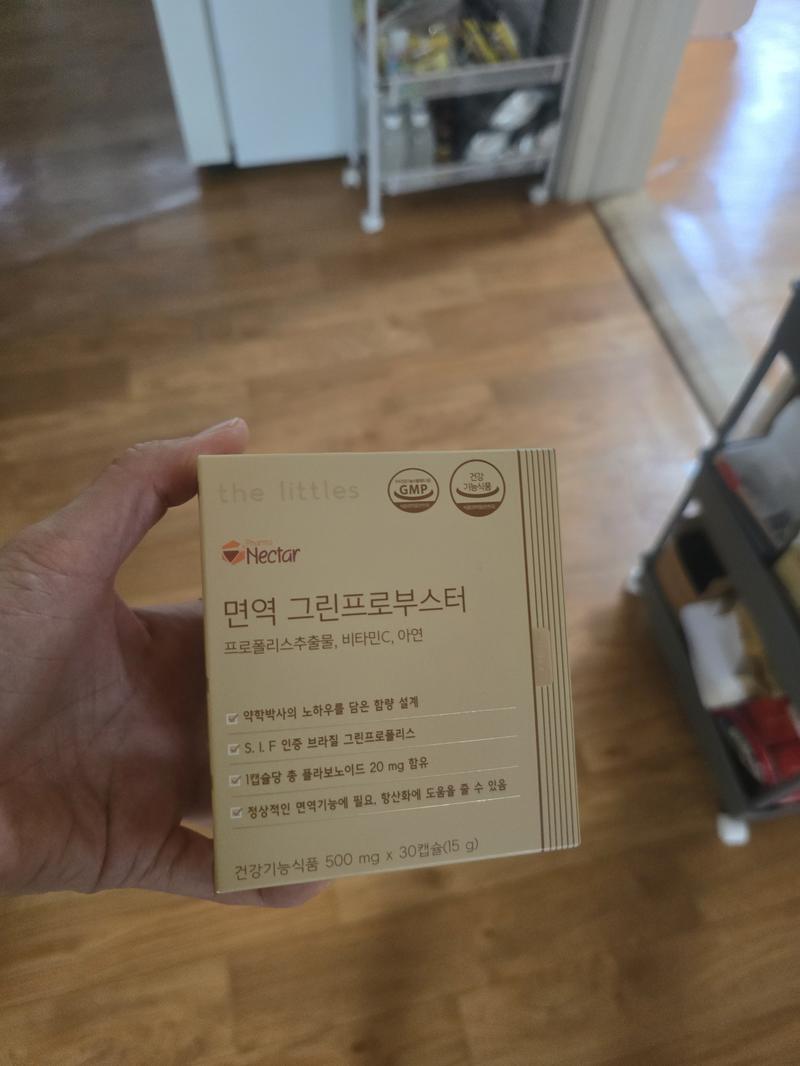 the littles
GMP
건강
기능식품
Pharma
Nectar
면역 그린프로부스터
프로폴리스추출물, 비타민C, 아연
약학박사의 노하우를 담은 함량 설계
S. I. F 인증 브라질 그린프로폴리스
1캡슐당 총 플라보노이드 20 mg 함유
정상적인 면역기능에 필요, 항산화에 도움을 줄 수 있음
건강기능식품 500 mg x 30캡슐(15 g)